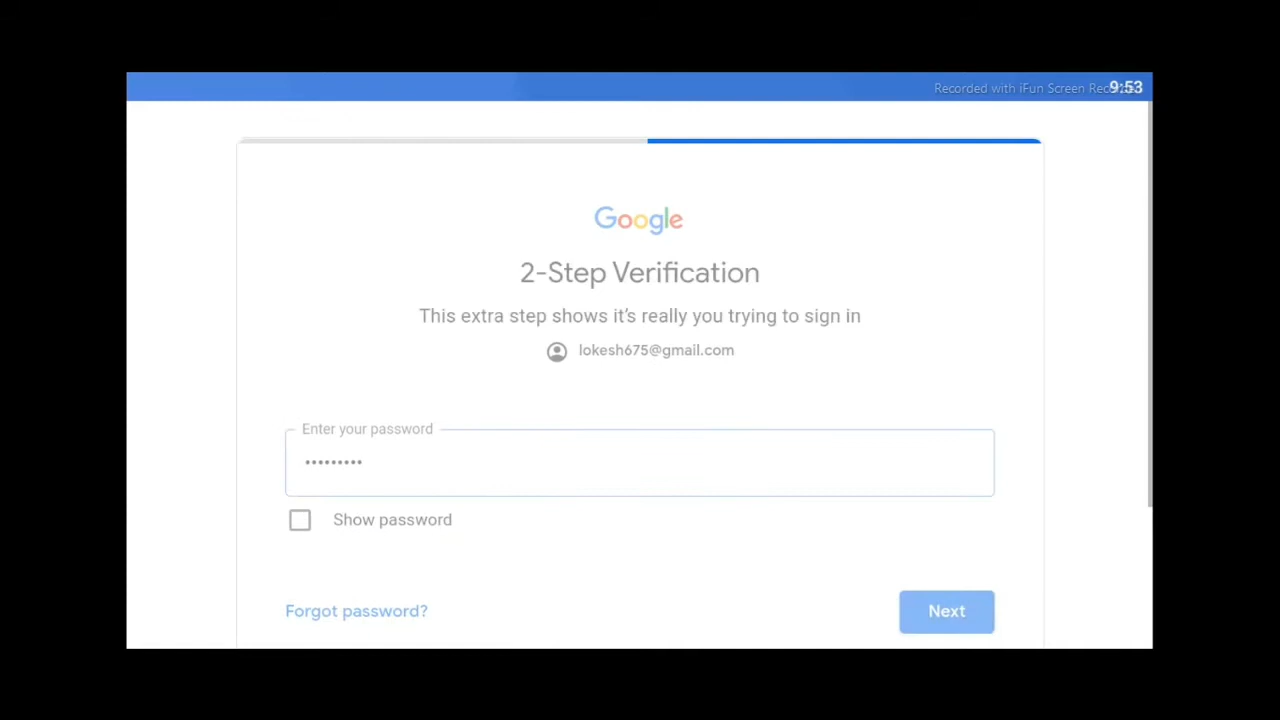 Recorded with iFun Screen Rec
9:53
Google
2-Step Verification
This extra step shows it's really you trying to sign in
lokesh675@gmail.com
Enter your password
•••••••••
Show password
Forgot password?
Next